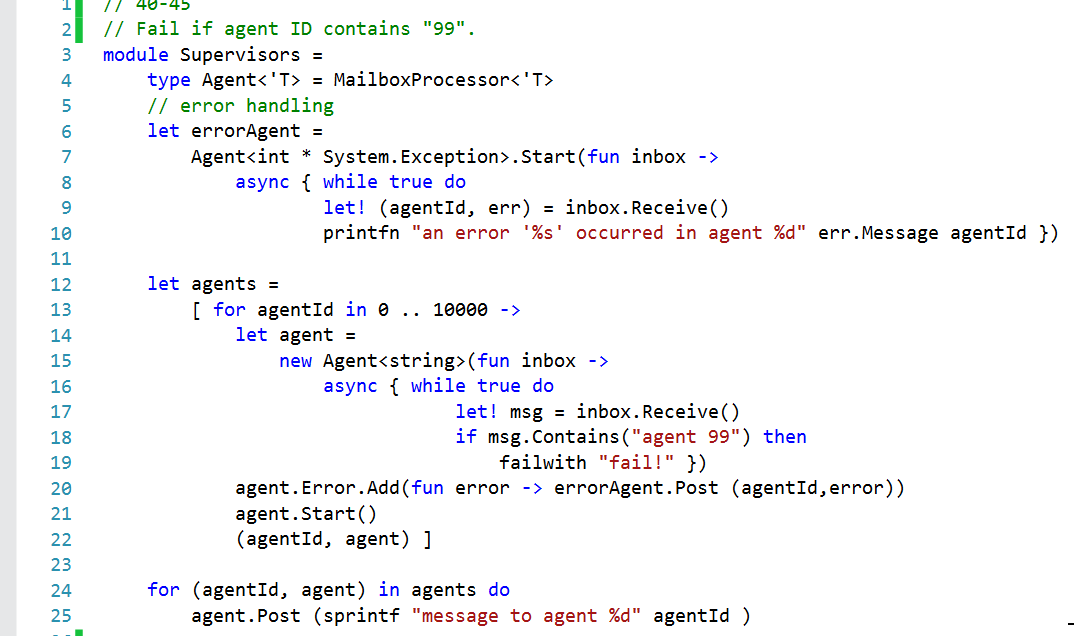 1 // 40-45
2 // Fail if agent ID contains "99".
3 module Supervisors =
4 type Agent<'T> = MailboxProcessor<'T>
5 // error handling
6 let errorAgent =
7 Agent<int * System.Exception>.Start(fun inbox ->
8 async { while true do
9 let! (agentId, err) = inbox.Receive()
10 printfn "an error '%s' occurred in agent %d" err.Message agentId })
11
12 let agents =
13 [ for agentId in 0 .. 10000 ->
14 let agent =
15 new Agent<string>(fun inbox ->
16 async { while true do
17 let! msg = inbox.Receive()
18 if msg.Contains("agent 99") then
19 failwith "fail!" })
20 agent.Error.Add(fun error -> errorAgent.Post (agentId,error))
21 agent.Start()
22 (agentId, agent) ]
23
24 for (agentId, agent) in agents do
25 agent.Post (sprintf "message to agent %d" agentId )